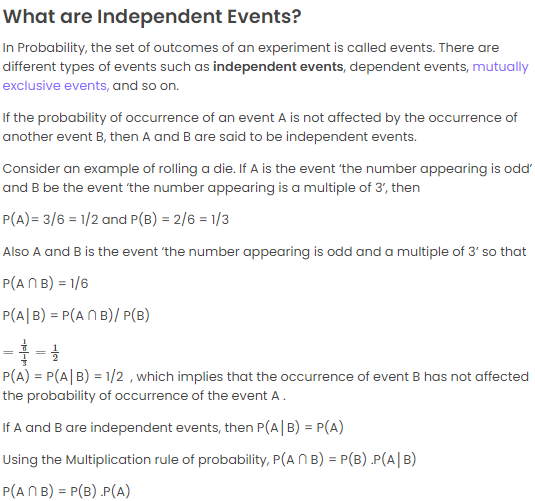 What are Independent Events?
In Probability, the set of outcomes of an experiment is called events. There are
different types of events such as independent events, dependent events, mutually
exclusive events, and so on.
If the probability of occurrence of an event A is not affected by the occurrence of
another event B, then A and B are said to be independent events.
Consider an example of rolling a die. If A is the event ‘the number appearing is odd’
and B be the event ‘the number appearing is a multiple of 3’, then
P(A)= 3/6 = 1/2 and P(B) = 2/6 = 1/3
Also A and B is the event ‘the number appearing is odd and a multiple of 3’ so that
P(A ∩ B) = 1/6
P(A│B) = P(A ∩ B)/ P(B)
= \frac{\frac{1}{6}}{\frac{1}{3}} = \frac{1}{2}
P(A) = P(A│B) = 1/2 , which implies that the occurrence of event B has not affected
the probability of occurrence of the event A .
If A and B are independent events, then P(A│B) = P(A)
Using the Multiplication rule of probability, P(A ∩ B) = P(B) .P(A│B)
P(A ∩ B) = P(B) .P(A)